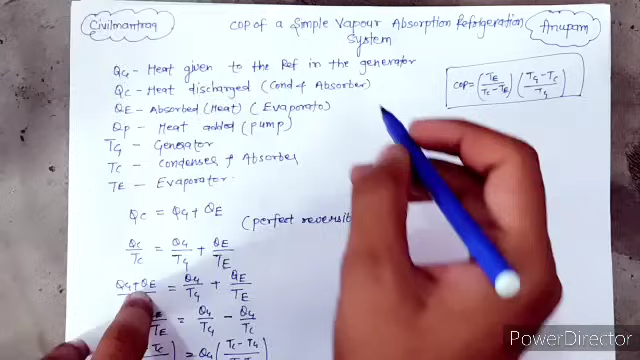 Civilmantraa
COP of a Simple Vapour Absorption Refrigeration
System
Anupam
QG - Heat given to the Ref in the generator
QC - Heat discharged (Cond & Absorber)
QE - Absorbed (Heat) (Evaporato)
QP - Heat added (pump)
TG - Generator
TC - Condenser & Absorber
TE - Evaporator.
COP = (TE / TC - TE) (TG - TC / TG)
QC = QG + QE
(perfect
QC / TC = QG / TG + QE / TE
QG + QE = QG / TG + QE / TE
/ TE = QG / TG - QG / TC
= QG (TC - TG
PowerDirector